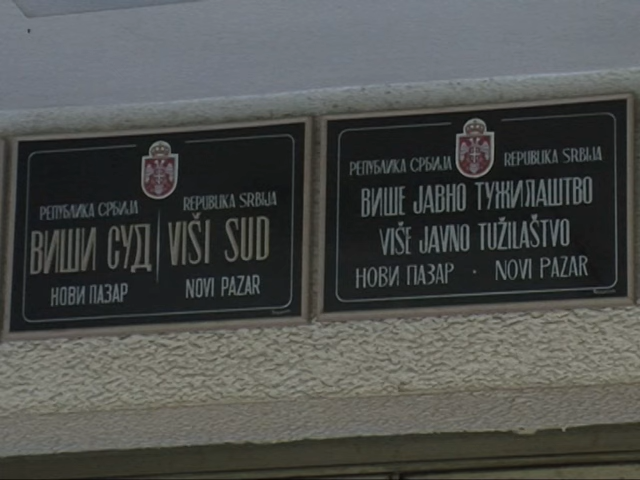 РЕПУБЛИКА СРБИЈА
REPUBLIKA SRBIJA
ВИШИ СУД
VIŠI SUD
НОВИ ПАЗАР
NOVI PAZAR
РЕПУБЛИКА СРБИЈА
REPUBLIKA SRBIJA
ВИШЕ ЈАВНО ТУЖИЛАШТВО
VIŠE JAVNO TUŽILAŠTVO
НОВИ ПАЗАР · NOVI PAZAR